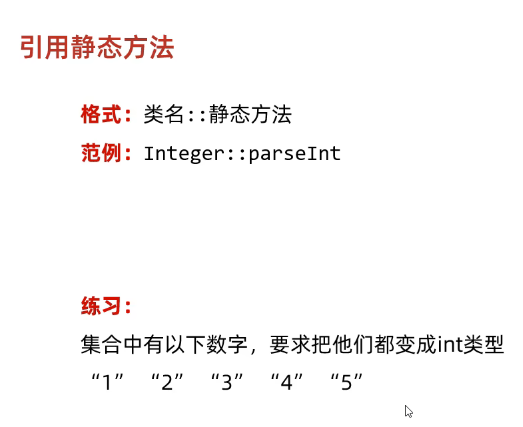 引用静态方法
格式：类名::静态方法
范例：Integer::parseInt
练习：
集合中有以下数字，要求把他们都变成int类型
“1” “2” “3” “4” “5”